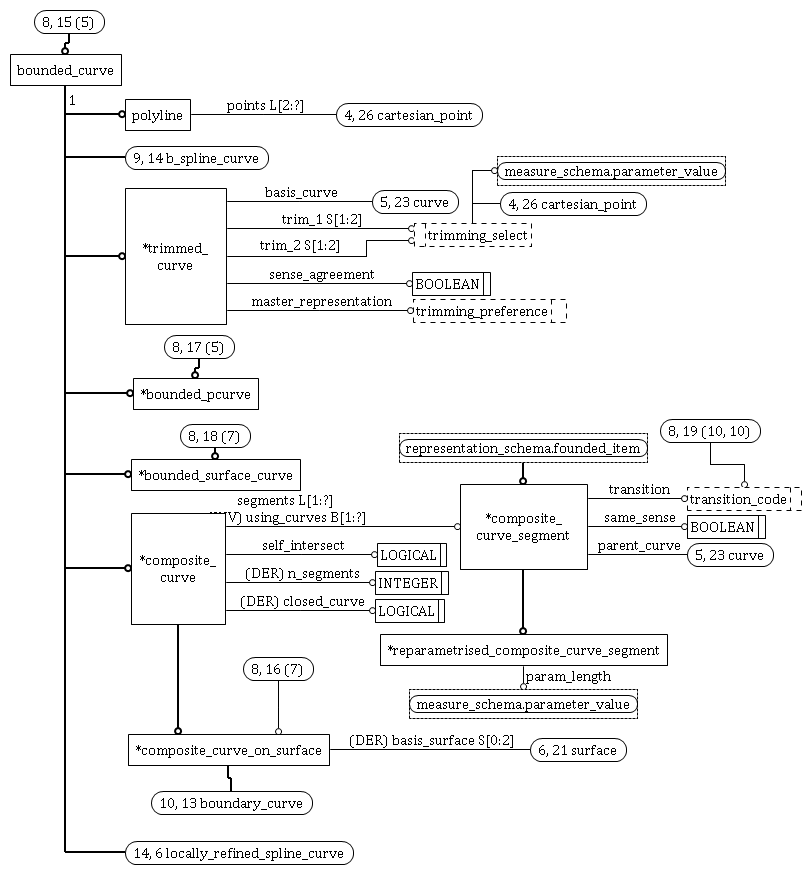 8, 15 (5)
bounded_curve
1
polyline
points L[2:?]
4, 26 cartesian_point
9, 14 b_spline_curve
measure_schema.parameter_value
basis_curve
5, 23 curve
4, 26 cartesian_point
*trimmed_
curve
trim_1 S[1:2]
trimming_select
trim_2 S[1:2]
sense_agreement
BOOLEAN
master_representation
trimming_preference
8, 17 (5)
*bounded_pcurve
8, 18 (7)
8, 19 (10, 10)
representation_schema.founded_item
*bounded_surface_curve
segments L[1:?]
using_curves B[1:?]
*composite_
curve_segment
transition
transition_code
same_sense
BOOLEAN
parent_curve
5, 23 curve
*composite_
curve
self_intersect
LOGICAL
(DER) n_segments
INTEGER
(DER) closed_curve
LOGICAL
*reparametrised_composite_curve_segment
8, 16 (7)
param_length
measure_schema.parameter_value
*composite_curve_on_surface
(DER) basis_surface S[0:2]
6, 21 surface
10, 13 boundary_curve
14, 6 locally_refined_spline_curve